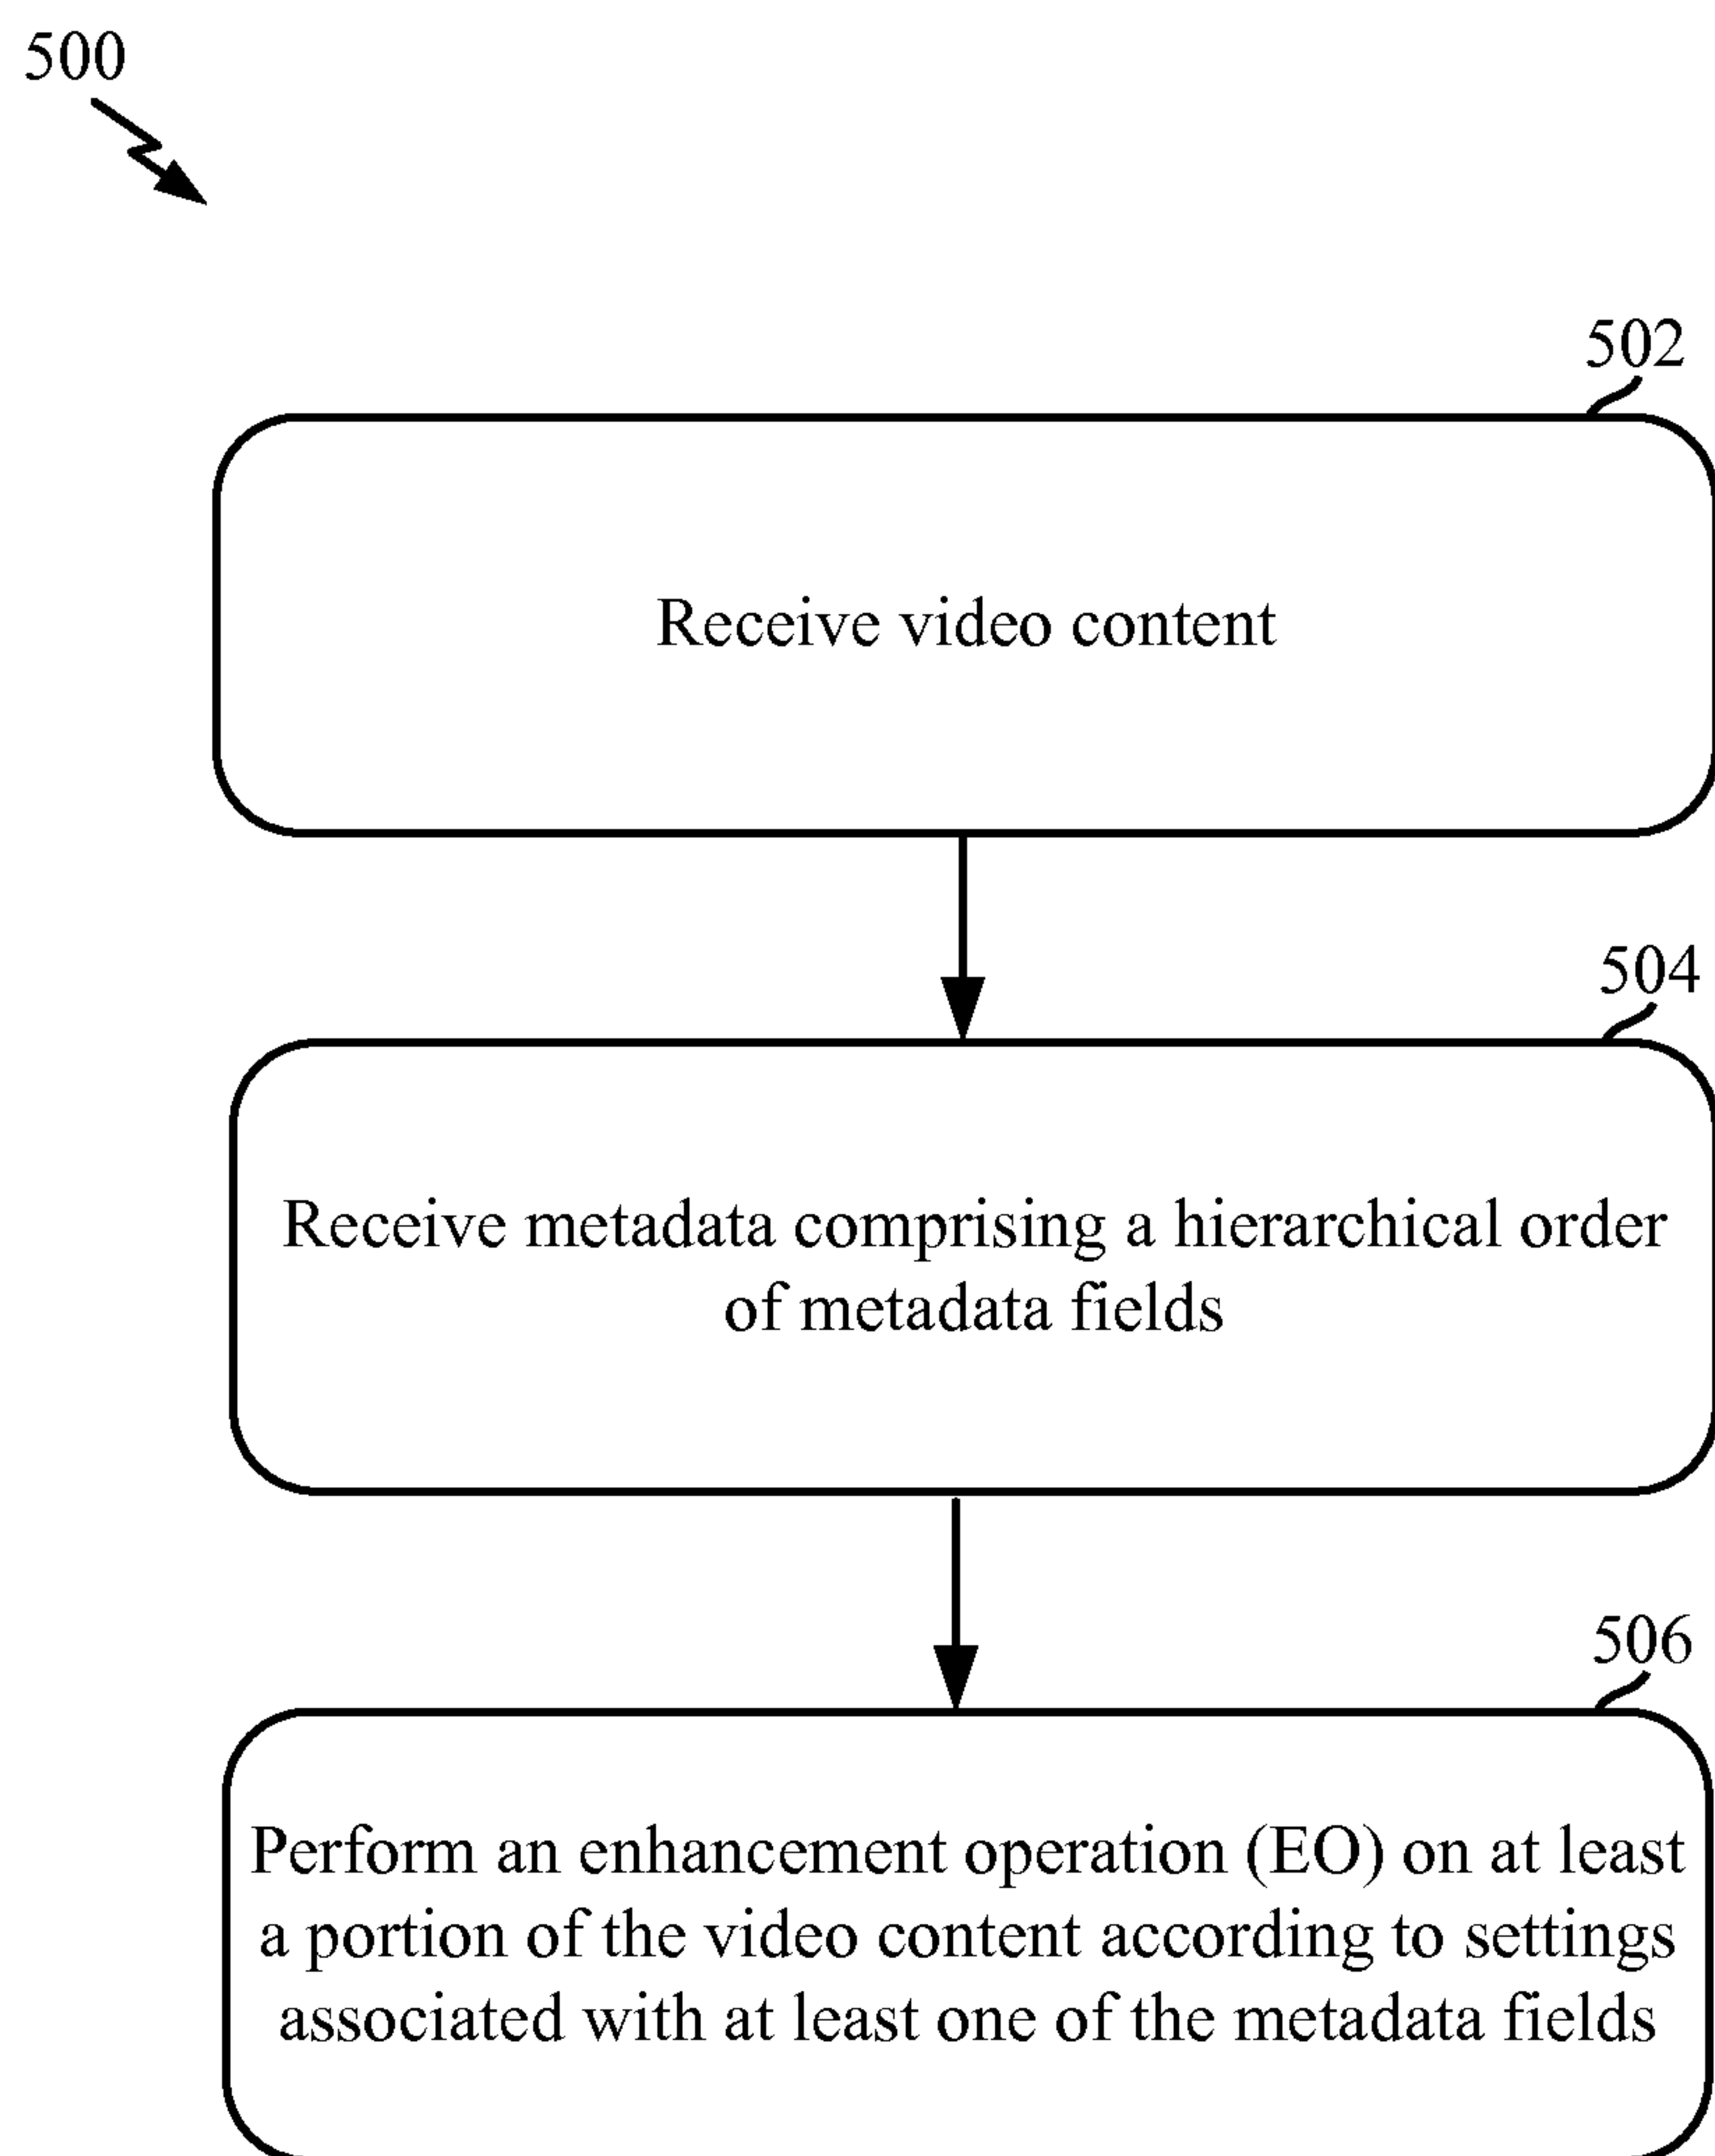 500
502
Receive video content
504
Receive metadata comprising a hierarchical order
of metadata fields
506
Perform an enhancement operation (EO) on at least
a portion of the video content according to settings
associated with at least one of the metadata fields